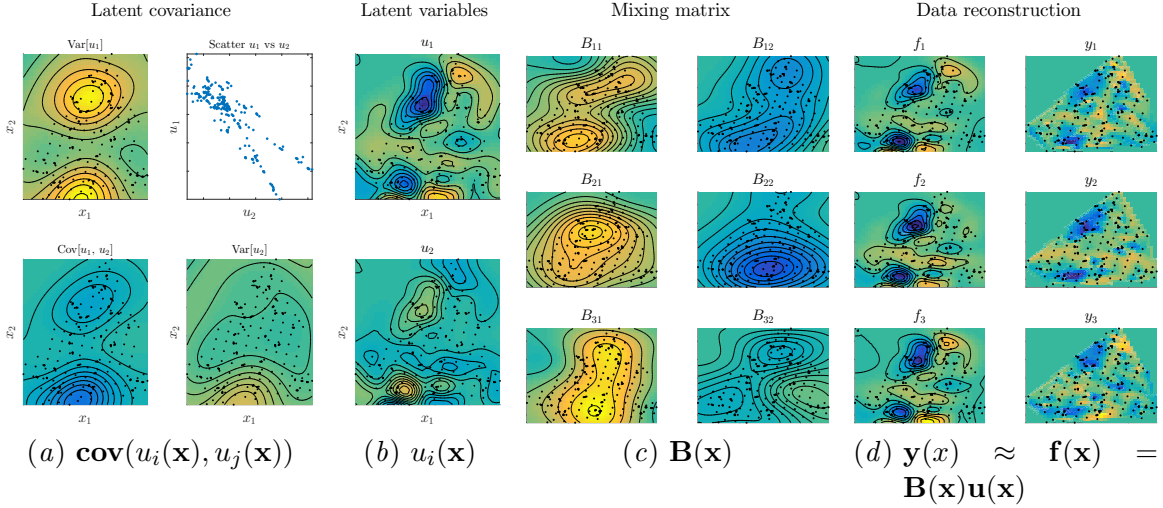 Latent covariance
Latent variables
Mixing matrix
Data reconstruction
Var[u₁]
Scatter u₁ vs u₂
u₁
B₁₁
B₁₂
f₁
y₁
x₂
u₁
x₂
x₁
u₂
x₁
B₂₁
B₂₂
f₂
y₂
Cov[u₁, u₂]
Var[u₂]
u₂
x₂
x₂
x₂
x₁
x₁
x₁
B₃₁
B₃₂
f₃
y₃
(a) cov(uᵢ(x), uⱼ(x))
(b) uᵢ(x)
(c) B(x)
(d) y(x) ≈ f(x) =
B(x)u(x)